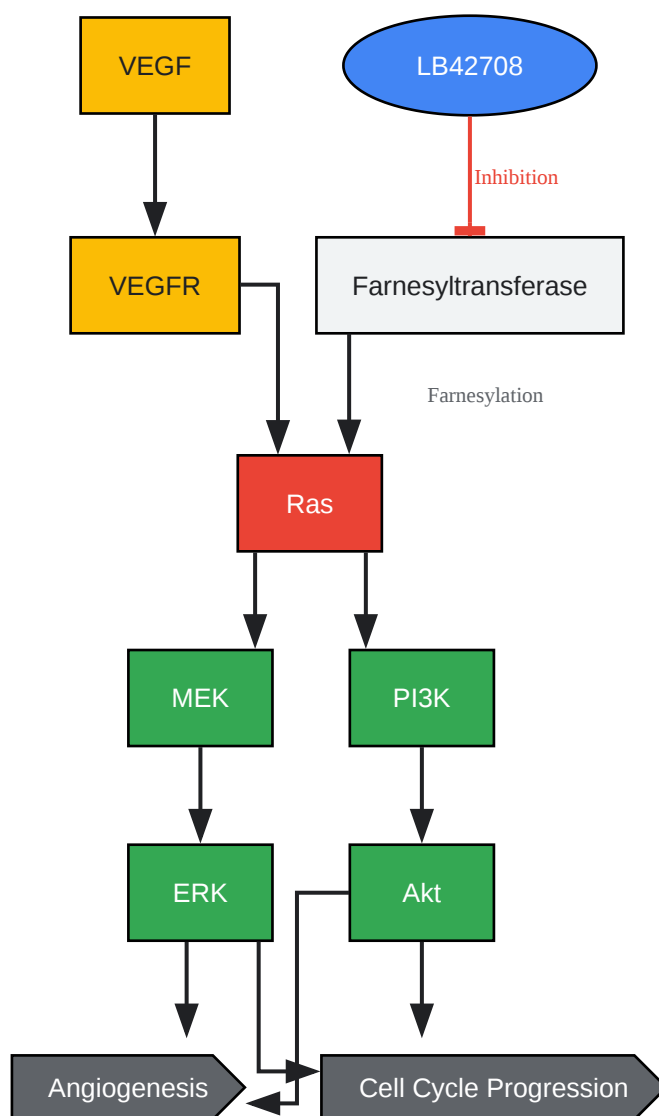 VEGF
LB42708
Inhibition
VEGFR
Farnesyltransferase
Farnesylation
Ras
MEK
PI3K
ERK
Akt
Angiogenesis
Cell Cycle Progression